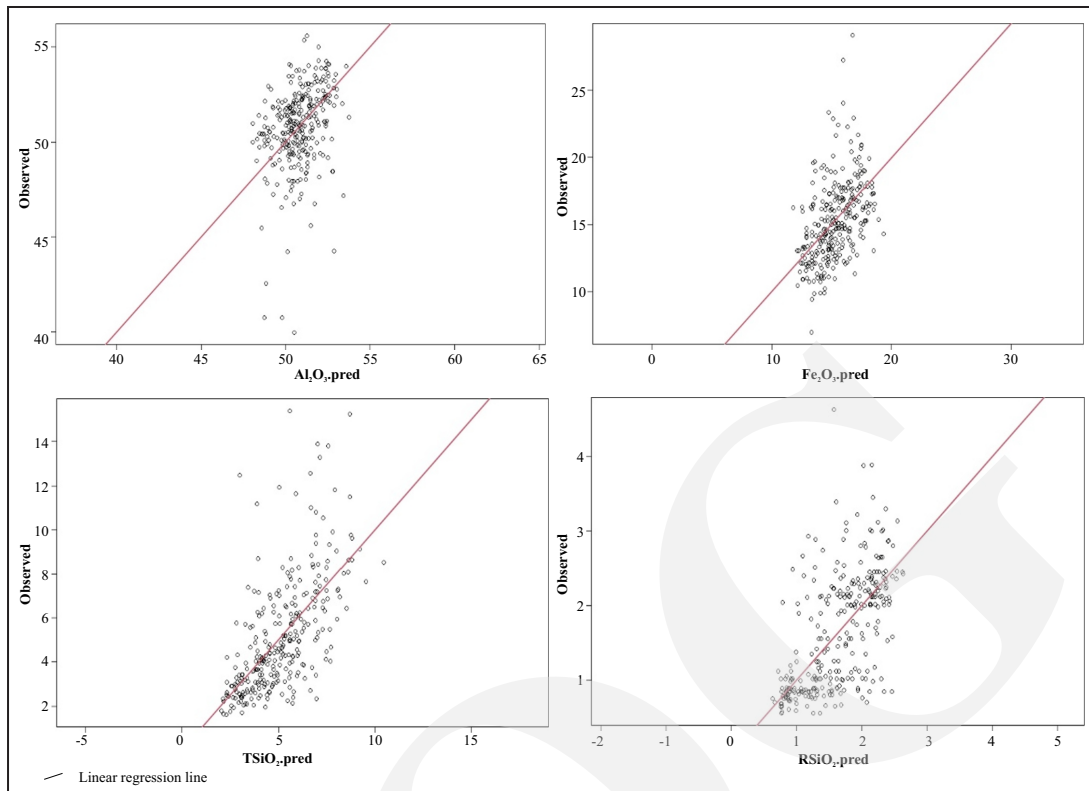 55
50
45
40
Observed
40 45 50 55 60 65
Al₂O₃.pred
25
20
15
10
Observed
0 10 20 30
Fe₂O₃.pred
14
12
10
8
6
4
2
Observed
-5 0 5 10 15
TSiO₂.pred
4
3
2
1
Observed
-2 -1 0 1 2 3 4 5
RSiO₂.pred
Linear regression line